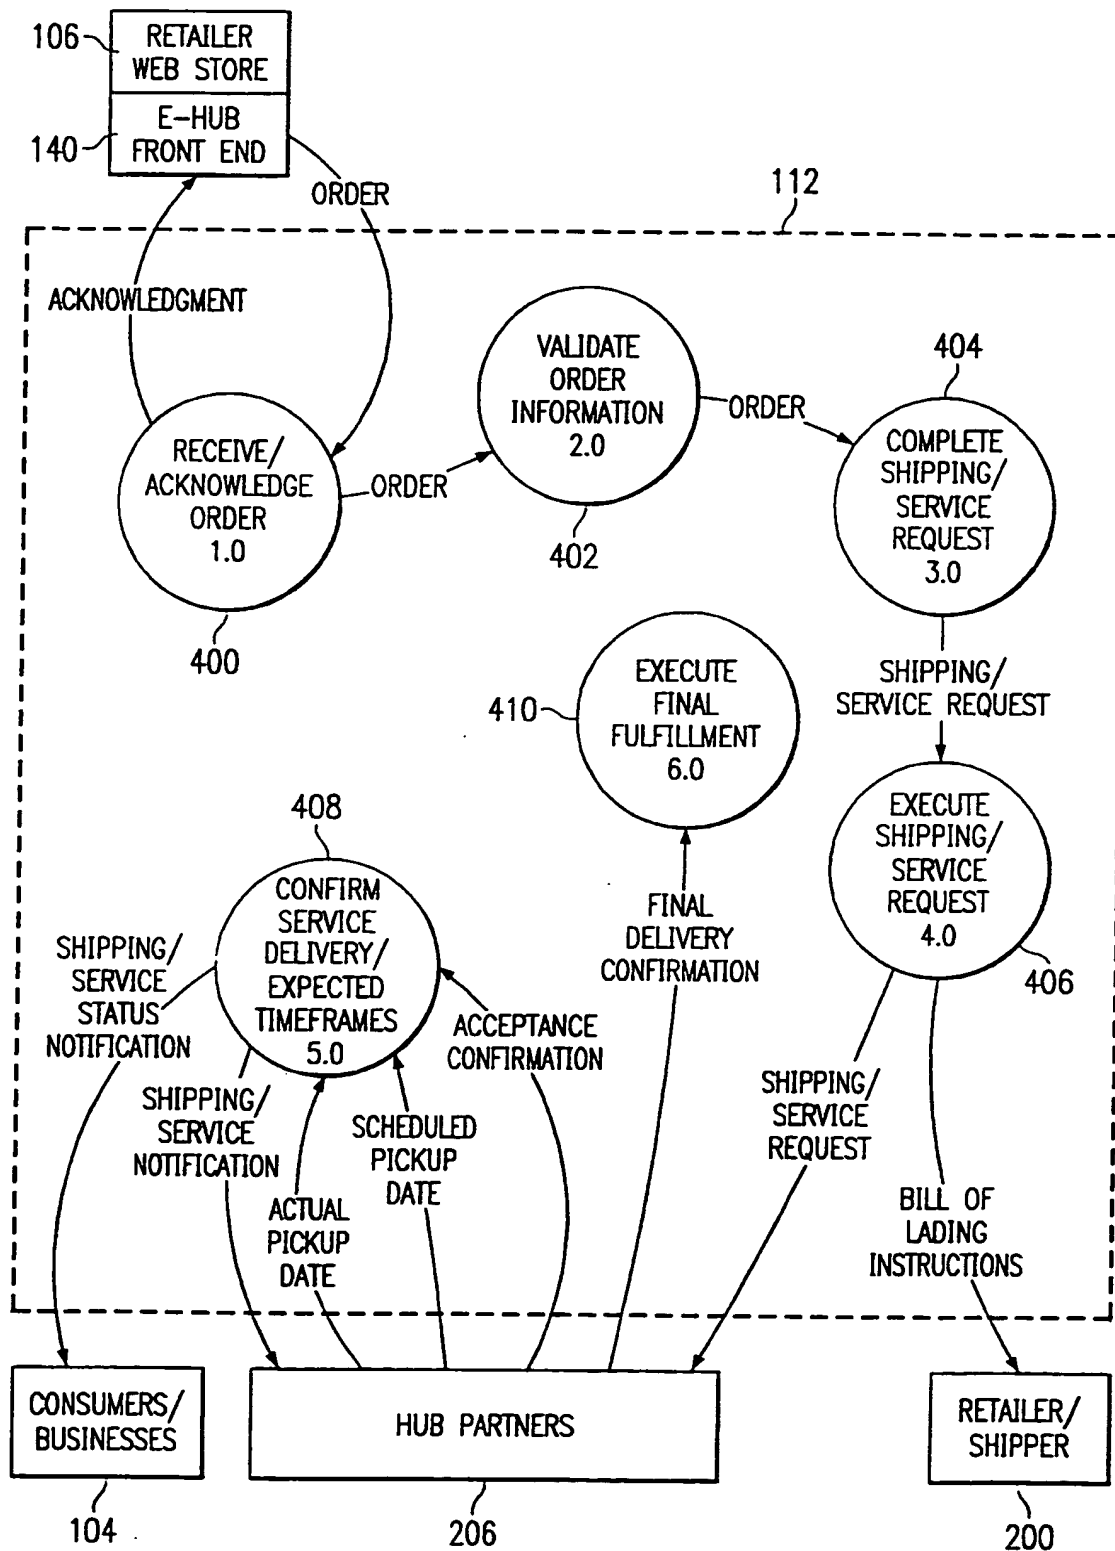 106
RETAILER
WEB STORE
140
E-HUB
FRONT END
ORDER
112
ACKNOWLEDGMENT
RECEIVE/
ACKNOWLEDGE
ORDER
1.0
400
ORDER
VALIDATE
ORDER
INFORMATION
2.0
402
ORDER
404
COMPLETE
SHIPPING/
SERVICE
REQUEST
3.0
SHIPPING/
SERVICE REQUEST
410
EXECUTE
FINAL
FULFILLMENT
6.0
EXECUTE
SHIPPING/
SERVICE
REQUEST
4.0
406
408
CONFIRM
SERVICE
DELIVERY/
EXPECTED
TIMEFRAMES
5.0
SHIPPING/
SERVICE
STATUS
NOTIFICATION
SHIPPING/
SERVICE
NOTIFICATION
ACTUAL
PICKUP
DATE
SCHEDULED
PICKUP
DATE
ACCEPTANCE
CONFIRMATION
FINAL
DELIVERY
CONFIRMATION
SHIPPING/
SERVICE
REQUEST
BILL OF
LADING
INSTRUCTIONS
CONSUMERS/
BUSINESSES
104
HUB PARTNERS
206
RETAILER/
SHIPPER
200